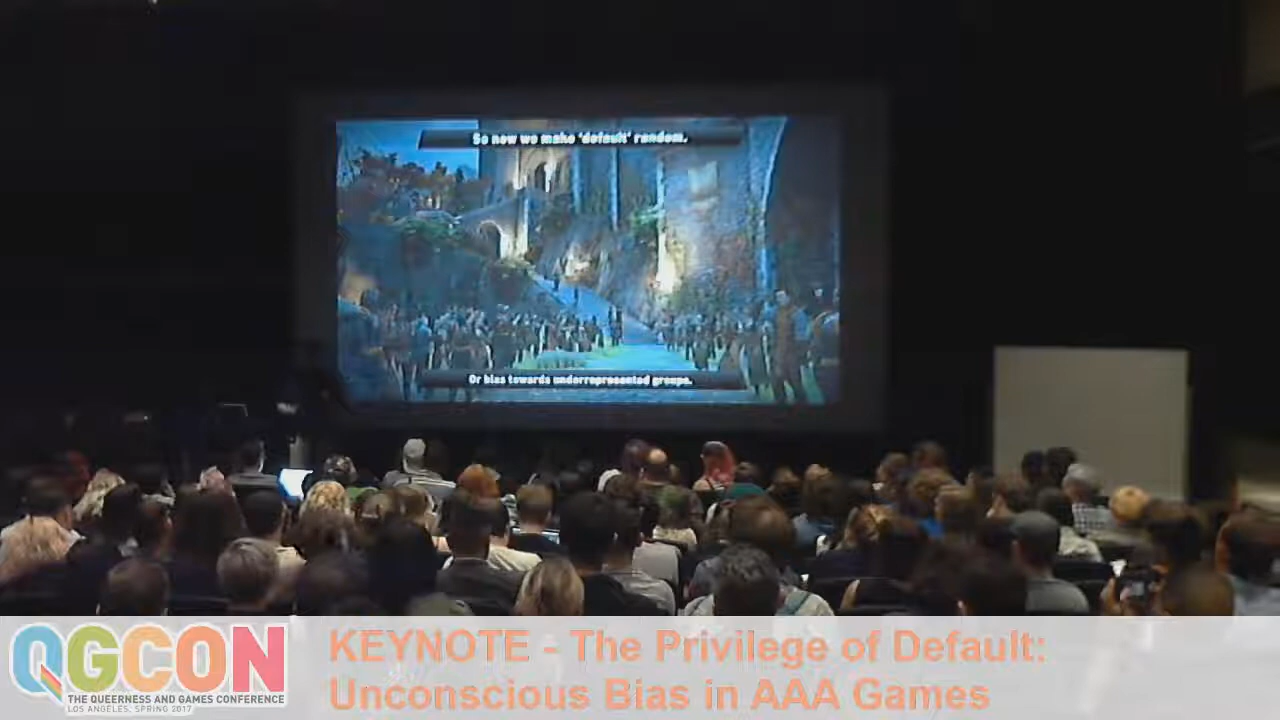 So now we make 'default' random.
Or bias towards underrepresented groups.
QGCON
THE QUEERNESS AND GAMES CONFERENCE
LOS ANGELES, SPRING 2017
KEYNOTE - The Privilege of Default:
Unconscious Bias in AAA Games